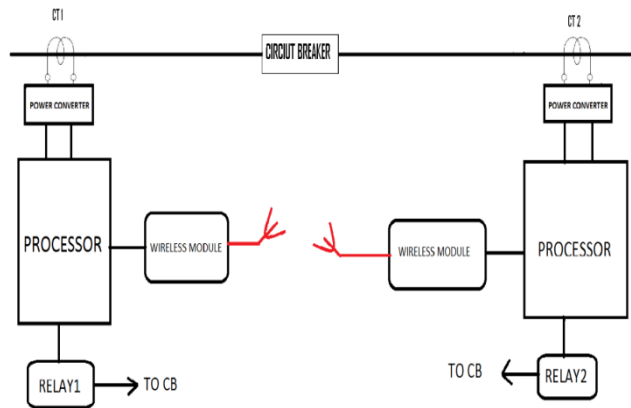 CT 1
CT 2
CIRCIUT BREAKER
POWER CONVERTER
POWER CONVERTER
PROCESSOR
WIRELESS MODULE
WIRELESS MODULE
PROCESSOR
RELAY1
TO CB
TO CB
RELAY2